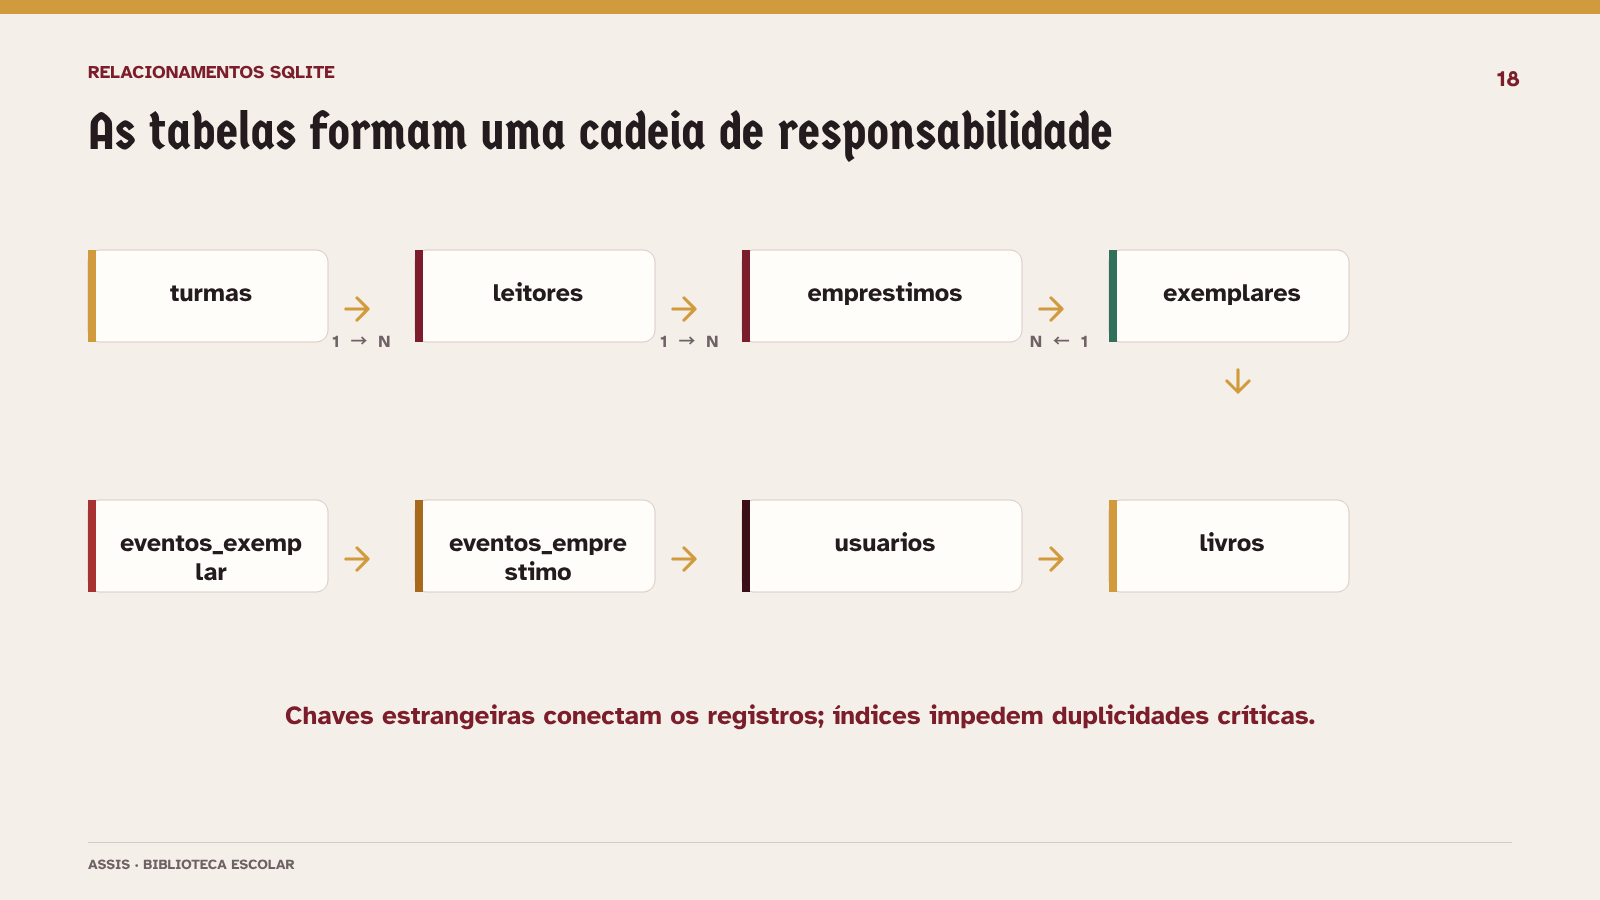 RELACIONAMENTOS SQLITE
18
As tabelas formam uma cadeia de responsabilidade
turmas
1 → N
leitores
1 → N
emprestimos
N ← 1
exemplares
eventos_exemp
lar
eventos_empre
stimo
usuarios
livros
Chaves estrangeiras conectam os registros; índices impedem duplicidades críticas.
ASSIS · BIBLIOTECA ESCOLAR